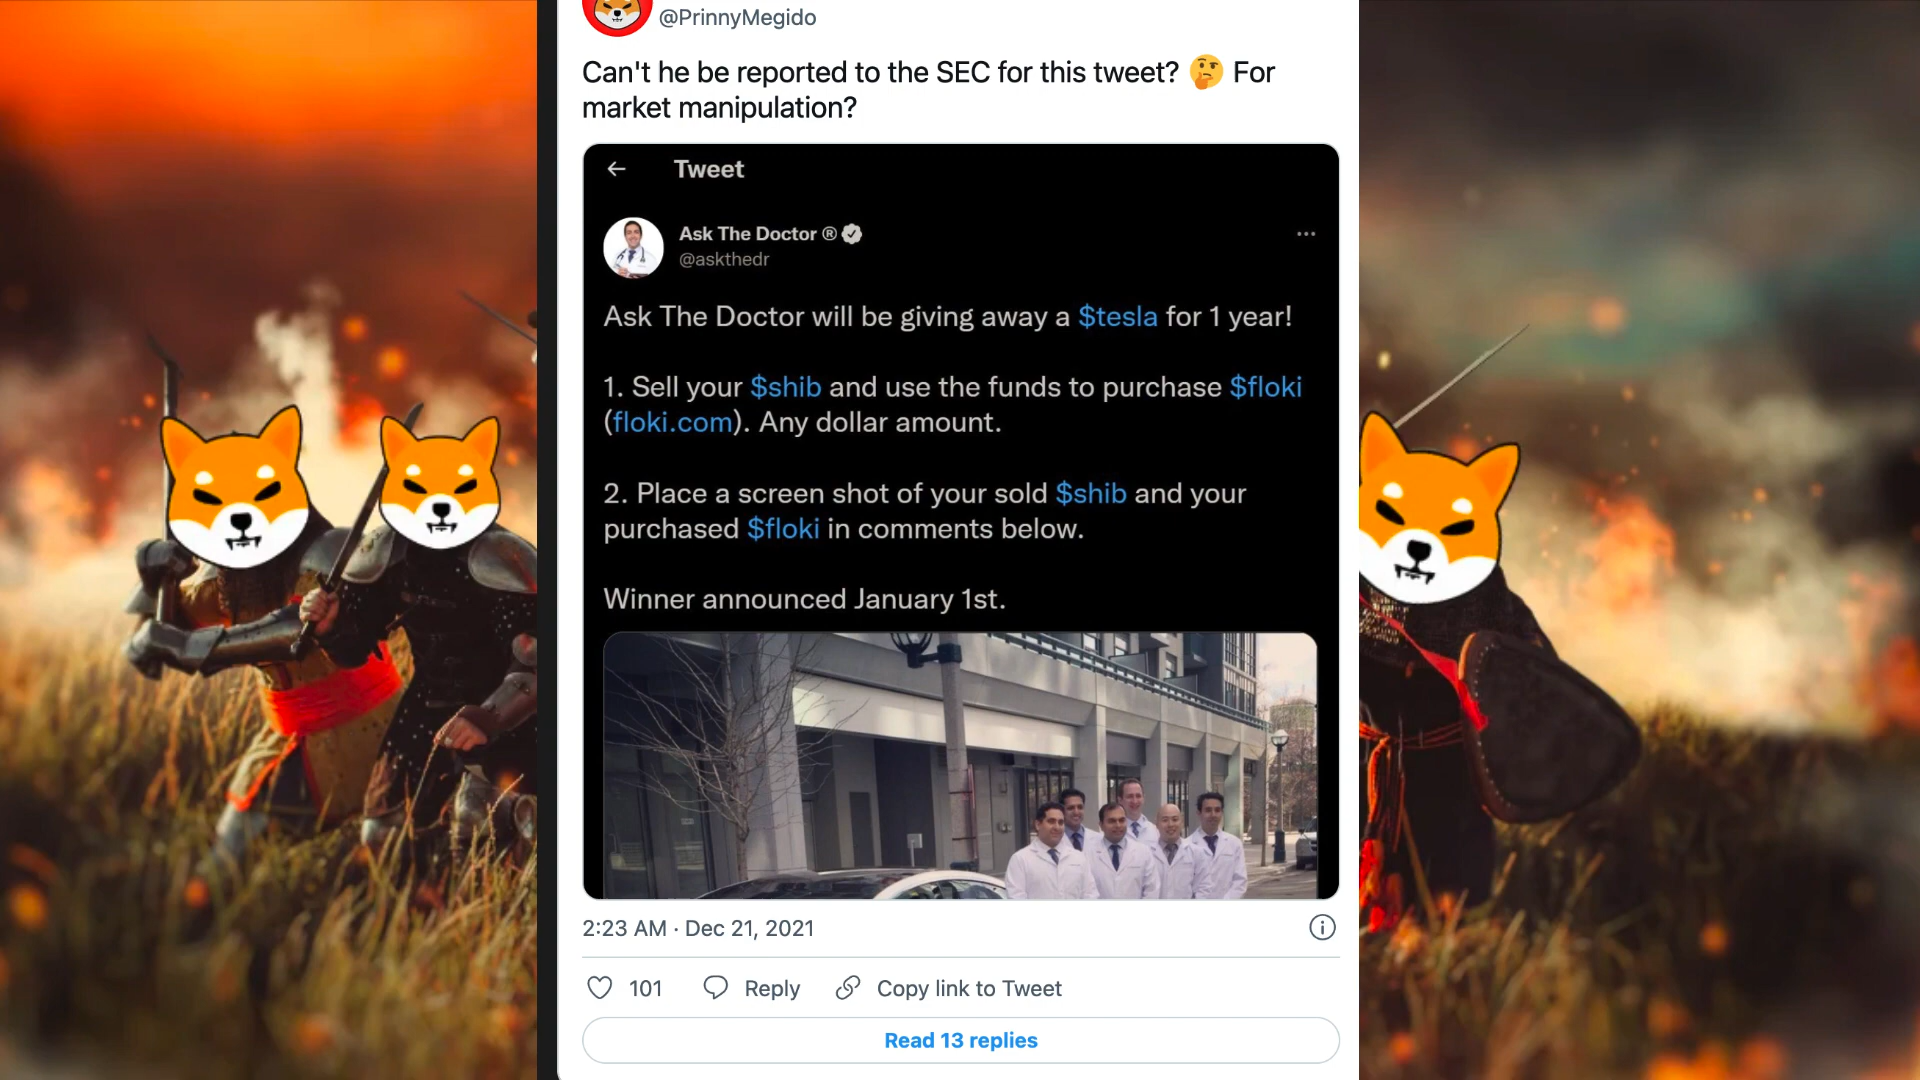 @PrinnyMegido
Can't he be reported to the SEC for this tweet? 🤔 For
market manipulation?
Tweet
Ask The Doctor ®
@askthedr
Ask The Doctor will be giving away a $tesla for 1 year!
1. Sell your $shib and use the funds to purchase $floki
(floki.com). Any dollar amount.
2. Place a screen shot of your sold $shib and your
purchased $floki in comments below.
Winner announced January 1st.
2:23 AM · Dec 21, 2021
101 Reply Copy link to Tweet
Read 13 replies